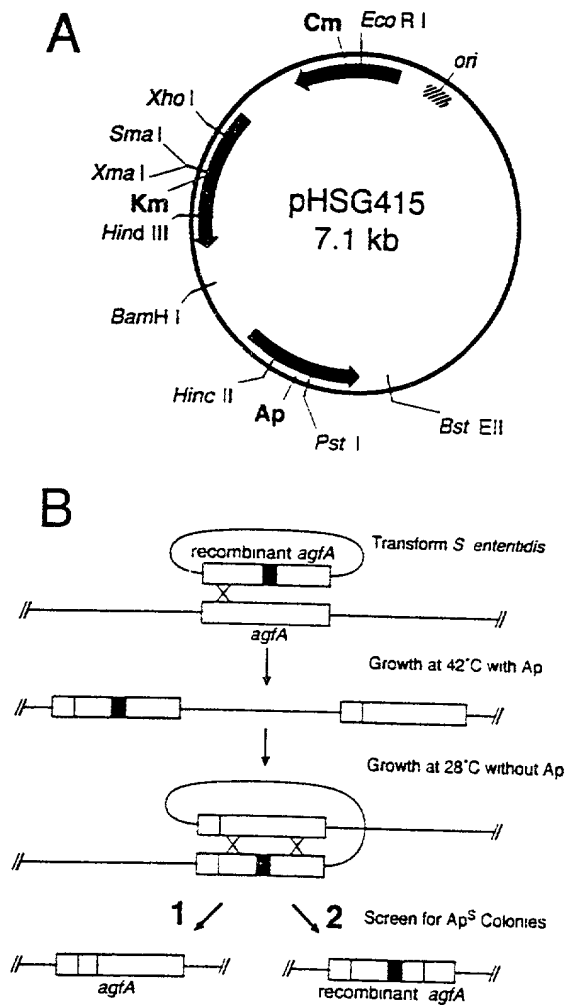 A
Cm
EcoR I
ori
Xho I
Sma I
Xma I
Km
Hind III
pHSG415
7.1 kb
BamH I
Hinc II
Ap
Pst I
Bst EII
B
recombinant agfA
Transform S enteritidis
agfA
Growth at 42°C with Ap
Growth at 28°C without Ap
1
2
Screen for ApS Colonies
agfA
recombinant agfA